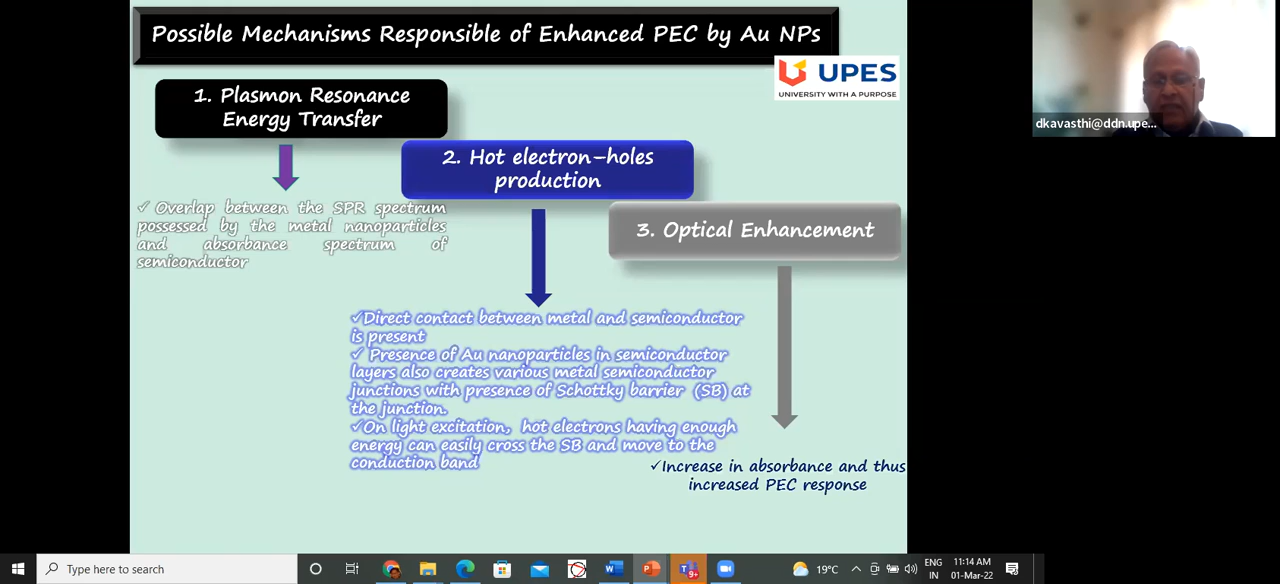 Possible Mechanisms Responsible of Enhanced PEC by Au NPs
UPES
UNIVERSITY WITH A PURPOSE
1. Plasmon Resonance
Energy Transfer
✓ Overlap between the SPR spectrum
possessed by the metal nanoparticles
and absorbance spectrum of
semiconductor
2. Hot electron–holes
production
✓Direct contact between metal and semiconductor
is present
✓ Presence of Au nanoparticles in semiconductor
layers also creates various metal semiconductor
junctions with presence of Schottky barrier (SB) at
the junction.
✓On light excitation, hot electrons having enough
energy can easily cross the SB and move to the
conduction band
3. Optical Enhancement
✓Increase in absorbance and thus
increased PEC response
dkavasthi@ddn.upe...
Type here to search
9+
19°C
ENG
IN
11:14 AM
01-Mar-22